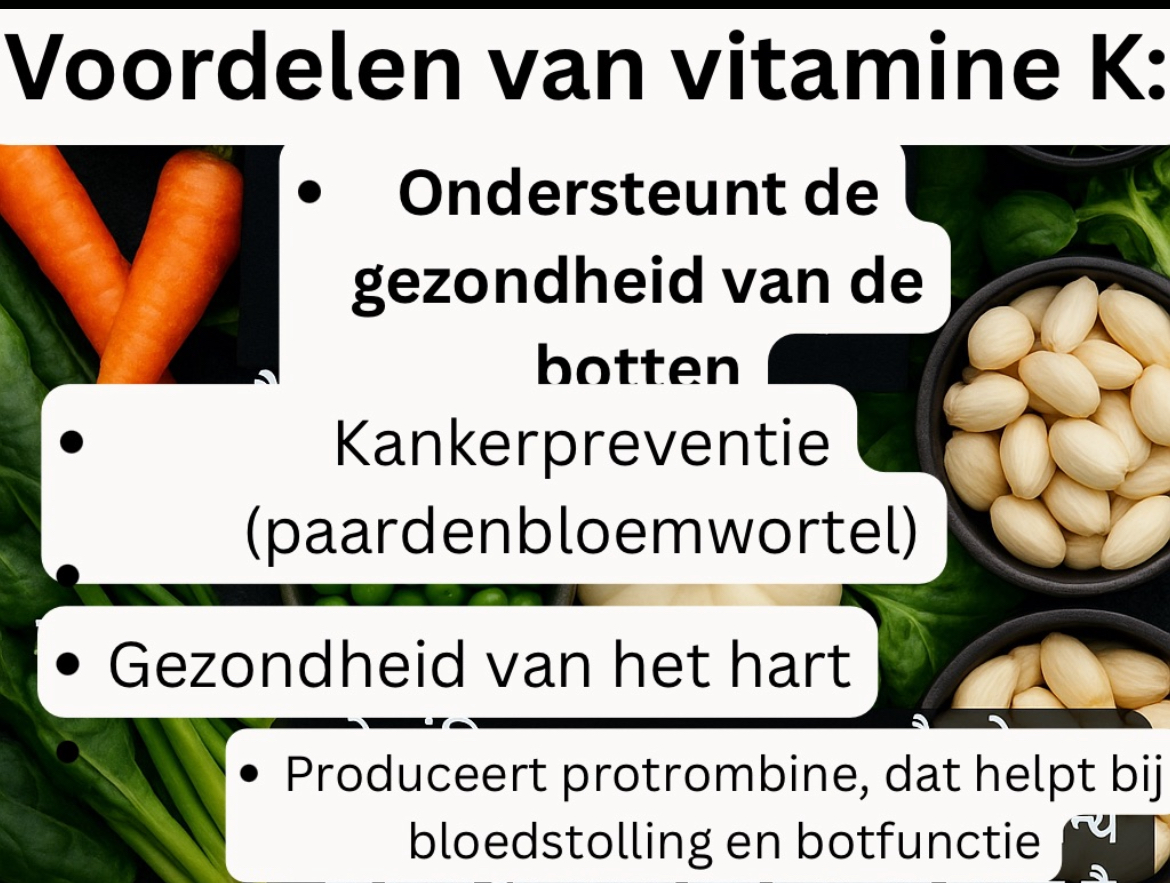 Voordelen van vitamine K:
• Ondersteunt de
gezondheid van de
botten
• Kankerpreventie
(paardenbloemwortel)
•
• Gezondheid van het hart
•
• Produceert protrombine, dat helpt bij
bloedstolling en botfunctie